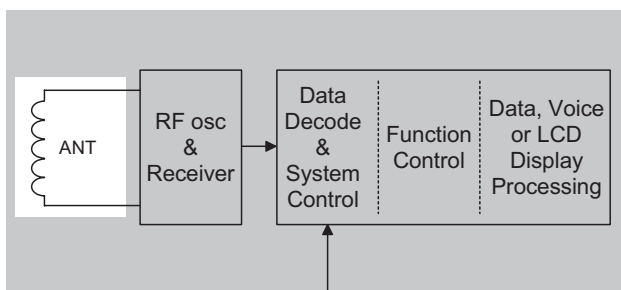 ANT
RF osc
&
Receiver
Data
Decode
&
System
Control
Function
Control
Data, Voice
or LCD
Display
Processing